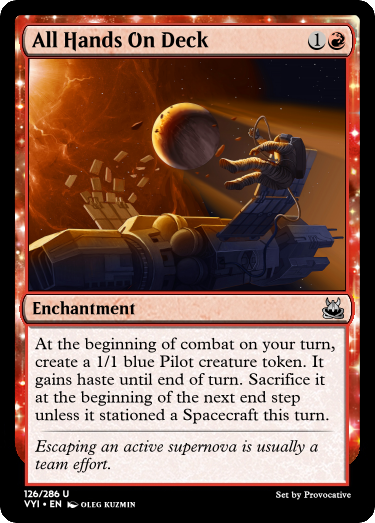 All Hands On Deck 1
Enchantment
At the beginning of combat on your turn,
create a 1/1 blue Pilot creature token. It
gains haste until end of turn. Sacrifice it
at the beginning of the next end step
unless it stationed a Spacecraft this turn.
Escaping an active supernova is usually a
team effort.
126/286 U
VYI • EN OLEG KUZMIN
Set by Provocative